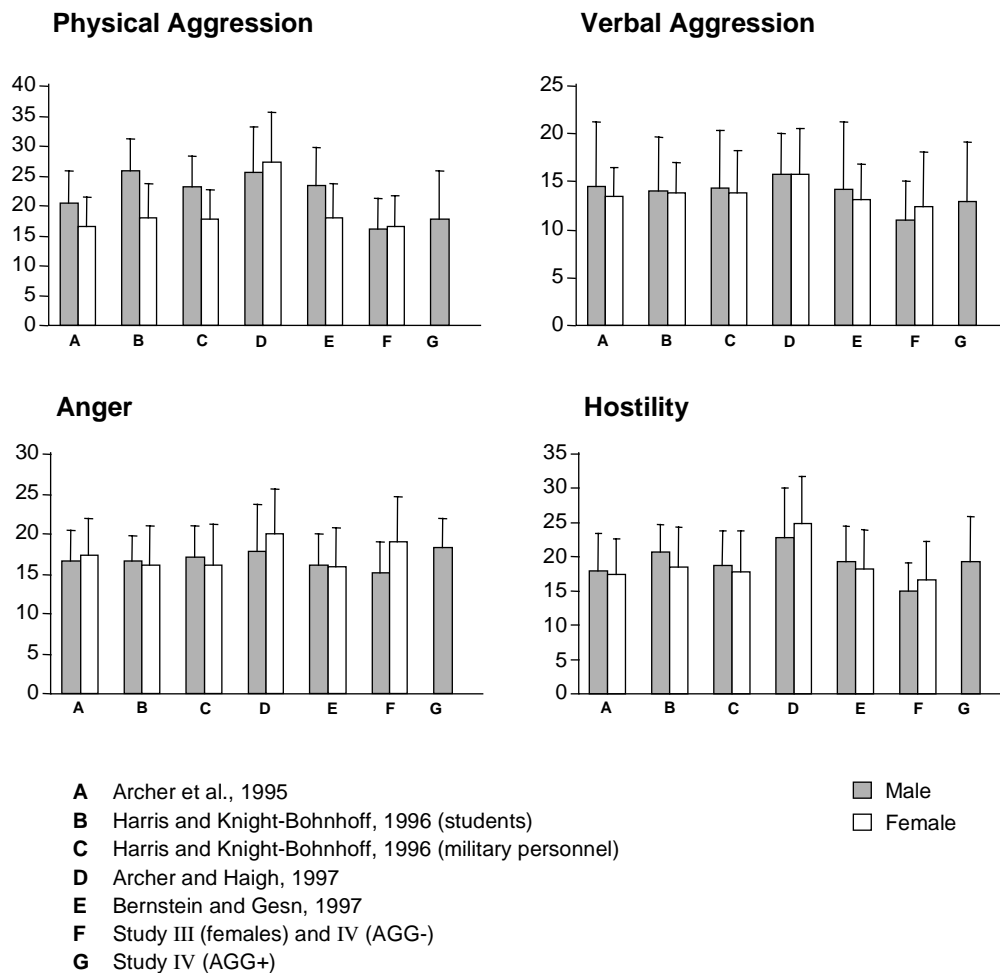 Physical Aggression
40
35
30
25
20
15
10
5
0
A B C D E F G
Verbal Aggression
25
20
15
10
5
0
A B C D E F G
Anger
30
25
20
15
10
5
0
A B C D E F G
Hostility
35
30
25
20
15
10
5
0
A B C D E F G
A Archer et al., 1995
B Harris and Knight-Bohnhoff, 1996 (students)
C Harris and Knight-Bohnhoff, 1996 (military personnel)
D Archer and Haigh, 1997
E Bernstein and Gesn, 1997
F Study III (females) and IV (AGG-)
G Study IV (AGG+)
Male
Female